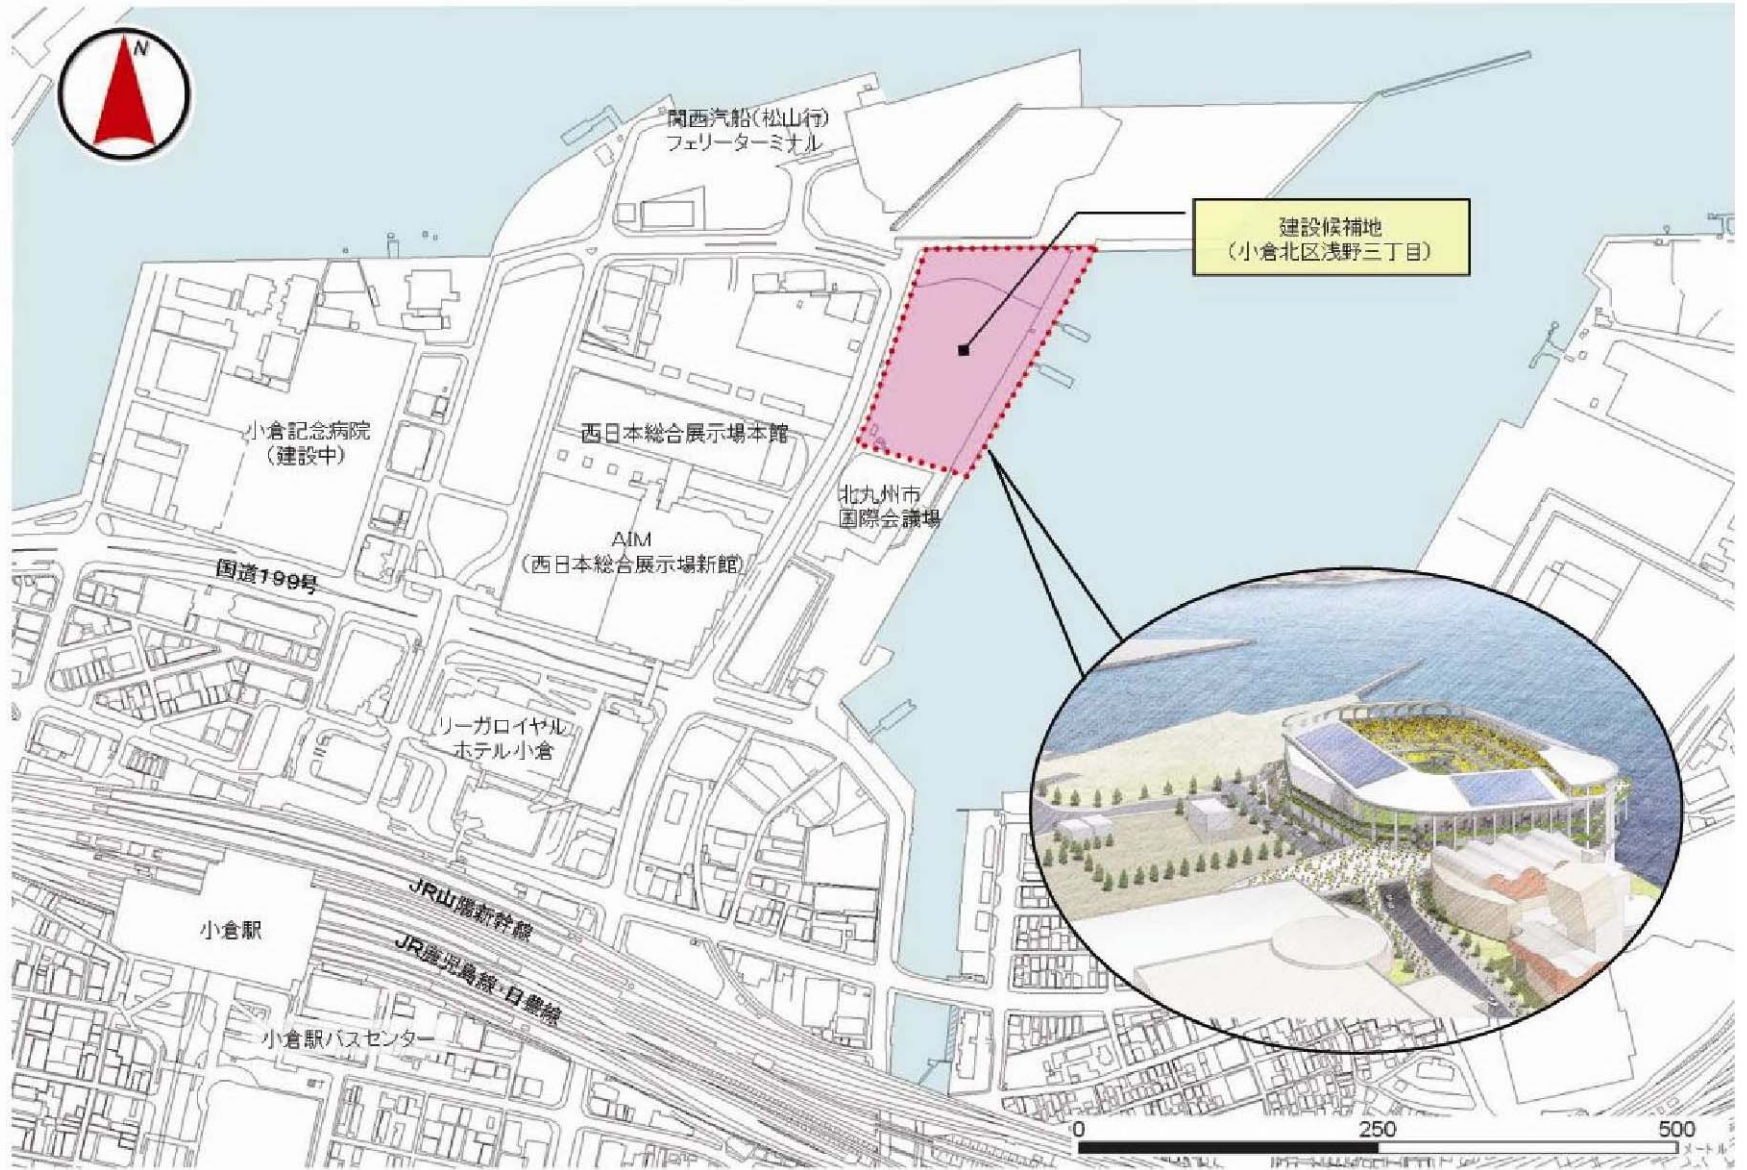 N
関西汽船(松山行)
フェリーターミナル
建設候補地
(小倉北区浅野三丁目)
小倉記念病院
(建設中)
西日本総合展示場本館
北九州市
国際会議場
AIM
(西日本総合展示場新館)
国道199号
リーガロイヤル
ホテル小倉
JR山陽新幹線
小倉駅
JR鹿児島線・日豊線
小倉駅バスセンター
0 250 500
メートル